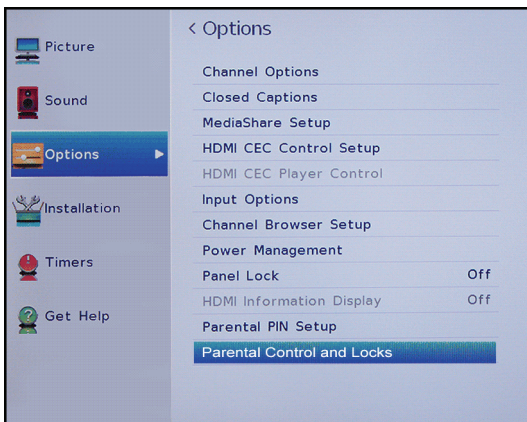 Picture
Sound
Options
Installation
Timers
Get Help
< Options
Channel Options
Closed Captions
MediaShare Setup
HDMI CEC Control Setup
HDMI CEC Player Control
Input Options
Channel Browser Setup
Power Management
Panel Lock Off
HDMI Information Display Off
Parental PIN Setup
Parental Control and Locks